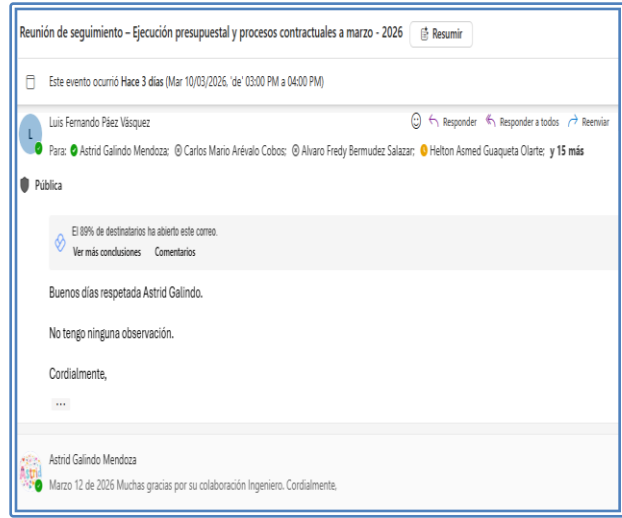 Reunión de seguimiento – Ejecución presupuestal y procesos contractuales a marzo - 2026 Resumir
Este evento ocurrió Hace 3 días (Mar 10/03/2026, 'de' 03:00 PM a 04:00 PM)
Luis Fernando Páez Vásquez Responder Responder a todos Reenviar
L
Para: Astrid Galindo Mendoza; Carlos Mario Arévalo Cobos; Alvaro Fredy Bermudez Salazar; Helton Asmed Guaqueta Olarte; y 15 más
Pública
El 89% de destinatarios ha abierto este correo.
Ver más conclusiones Comentarios
Buenos días respetada Astrid Galindo.
No tengo ninguna observación.
Cordialmente,
...
Astrid Galindo Mendoza
Astrid
Marzo 12 de 2026 Muchas gracias por su colaboración Ingeniero. Cordialmente,